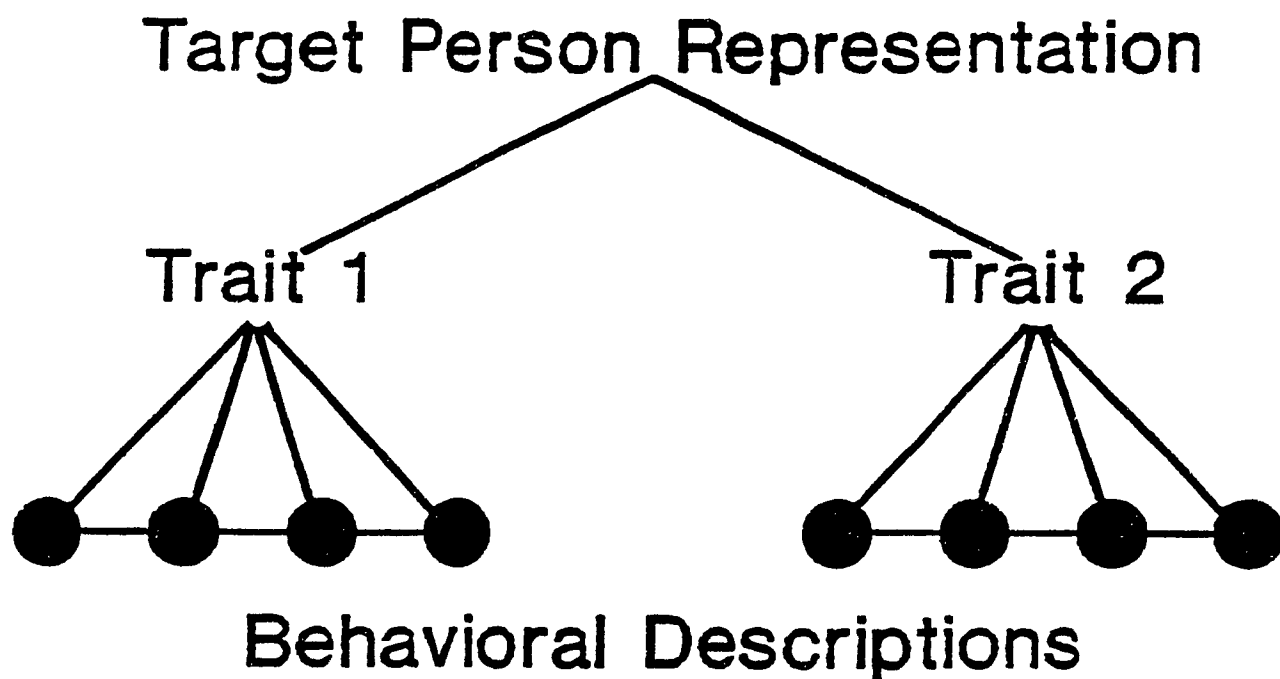 Target Person Representation
Trait 1 Trait 2
Behavioral Descriptions